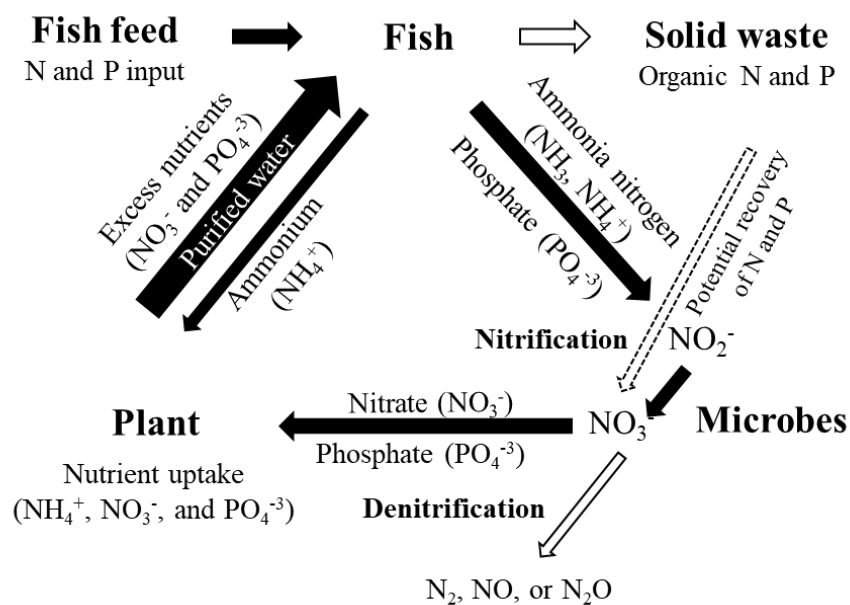 Fish feed
N and P input
Fish
Solid waste
Organic N and P
Excess nutrients
(NO₃⁻ and PO₄⁻³)
Purified water
Ammonium
(NH₄⁺)
Ammonia nitrogen
(NH₃, NH₄⁺)
Phosphate (PO₄⁻³)
Potential recovery
of N and P
Nitrification
NO₂⁻
Plant
Nutrient uptake
(NH₄⁺, NO₃⁻, and PO₄⁻³)
Nitrate (NO₃⁻)
Phosphate (PO₄⁻³)
NO₃⁻
Microbes
Denitrification
N₂, NO, or N₂O